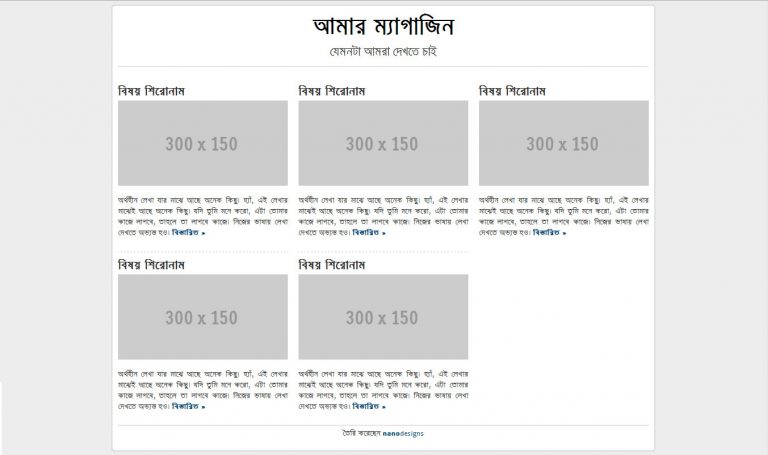 আমার ম্যাগাজিন
যেমনটা আমরা দেখতে চাই
বিষয় শিরোনাম
300 x 150
অর্থহীন লেখা যার মাঝে আছে অনেক কিছু। হ্যাঁ, এই লেখার
মাঝেই আছে অনেক কিছু। যদি তুমি মনে করো, এটা তোমার
কাজে লাগবে, তাহলে তা লাগবে কাজে। নিজের ভাষায় লেখা
দেখতে অভ্যস্ত হও। বিস্তারিত »
বিষয় শিরোনাম
300 x 150
অর্থহীন লেখা যার মাঝে আছে অনেক কিছু। হ্যাঁ, এই লেখার
মাঝেই আছে অনেক কিছু। যদি তুমি মনে করো, এটা তোমার
কাজে লাগবে, তাহলে তা লাগবে কাজে। নিজের ভাষায় লেখা
দেখতে অভ্যস্ত হও। বিস্তারিত »
বিষয় শিরোনাম
300 x 150
অর্থহীন লেখা যার মাঝে আছে অনেক কিছু। হ্যাঁ, এই লেখার
মাঝেই আছে অনেক কিছু। যদি তুমি মনে করো, এটা তোমার
কাজে লাগবে, তাহলে তা লাগবে কাজে। নিজের ভাষায় লেখা
দেখতে অভ্যস্ত হও। বিস্তারিত »
বিষয় শিরোনাম
300 x 150
অর্থহীন লেখা যার মাঝে আছে অনেক কিছু। হ্যাঁ, এই লেখার
মাঝেই আছে অনেক কিছু। যদি তুমি মনে করো, এটা তোমার
কাজে লাগবে, তাহলে তা লাগবে কাজে। নিজের ভাষায় লেখা
দেখতে অভ্যস্ত হও। বিস্তারিত »
বিষয় শিরোনাম
300 x 150
অর্থহীন লেখা যার মাঝে আছে অনেক কিছু। হ্যাঁ, এই লেখার
মাঝেই আছে অনেক কিছু। যদি তুমি মনে করো, এটা তোমার
কাজে লাগবে, তাহলে তা লাগবে কাজে। নিজের ভাষায় লেখা
দেখতে অভ্যস্ত হও। বিস্তারিত »
তৈরি করেছেন nanodesigns